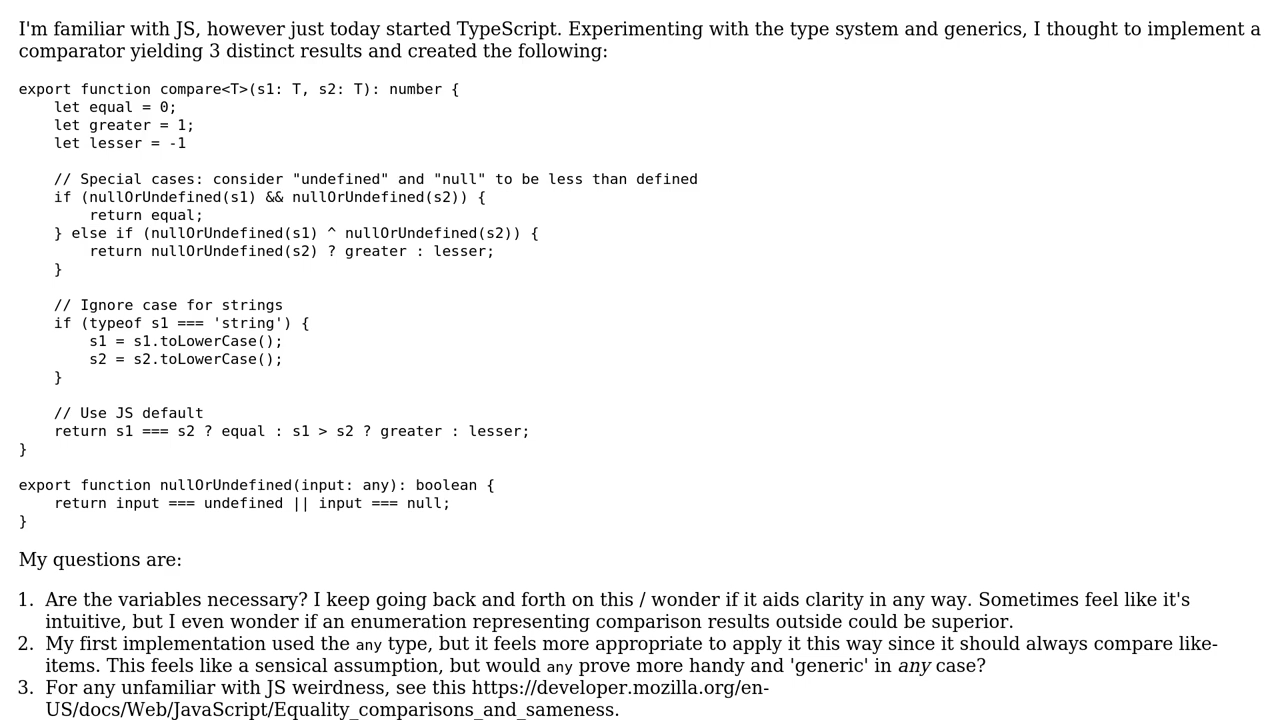 I'm familiar with JS, however just today started TypeScript. Experimenting with the type system and generics, I thought to implement a
comparator yielding 3 distinct results and created the following:
export function compare<T>(s1: T, s2: T): number {
    let equal = 0;
    let greater = 1;
    let lesser = -1
    // Special cases: consider "undefined" and "null" to be less than defined
    if (nullOrUndefined(s1) && nullOrUndefined(s2)) {
        return equal;
    } else if (nullOrUndefined(s1) ^ nullOrUndefined(s2)) {
        return nullOrUndefined(s2) ? greater : lesser;
    }
    // Ignore case for strings
    if (typeof s1 === 'string') {
        s1 = s1.toLowerCase();
        s2 = s2.toLowerCase();
    }
    // Use JS default
    return s1 === s2 ? equal : s1 > s2 ? greater : lesser;
}
export function nullOrUndefined(input: any): boolean {
    return input === undefined || input === null;
}
My questions are:
1. Are the variables necessary? I keep going back and forth on this / wonder if it aids clarity in any way. Sometimes feel like it's
intuitive, but I even wonder if an enumeration representing comparison results outside could be superior.
2. My first implementation used the any type, but it feels more appropriate to apply it this way since it should always compare like-
items. This feels like a sensical assumption, but would any prove more handy and 'generic' in any case?
3. For any unfamiliar with JS weirdness, see this https://developer.mozilla.org/en-
US/docs/Web/JavaScript/Equality_comparisons_and_sameness.